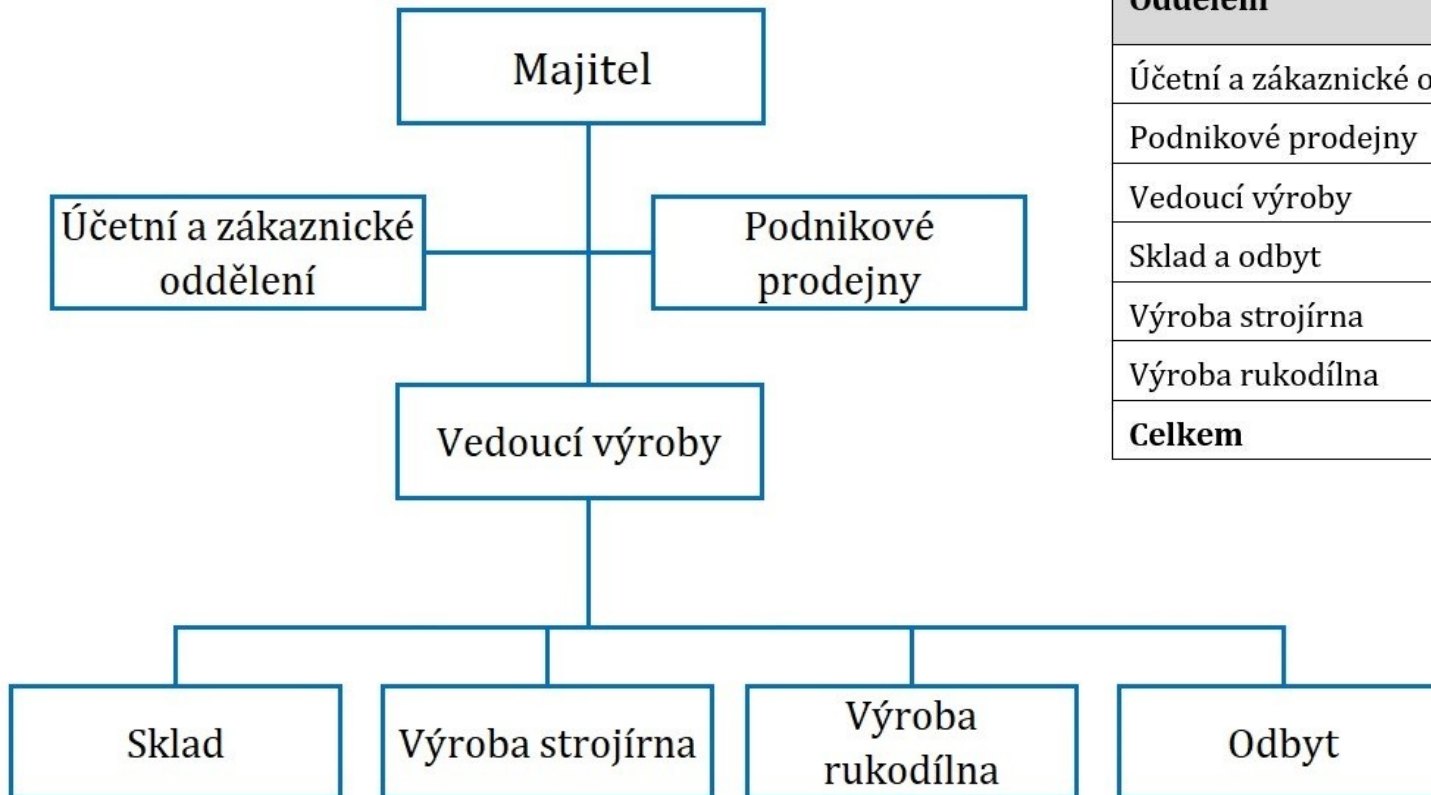 Majitel
Účetní a zákaznické
oddělení
Podnikové
prodejny
Vedoucí výroby
Sklad
Výroba strojírna
Výroba
rukodílna
Odbyt
Účetní a zákaznické
Podnikové prodejny
Vedoucí výroby
Sklad a odbyt
Výroba strojírna
Výroba rukodílna
Celkem